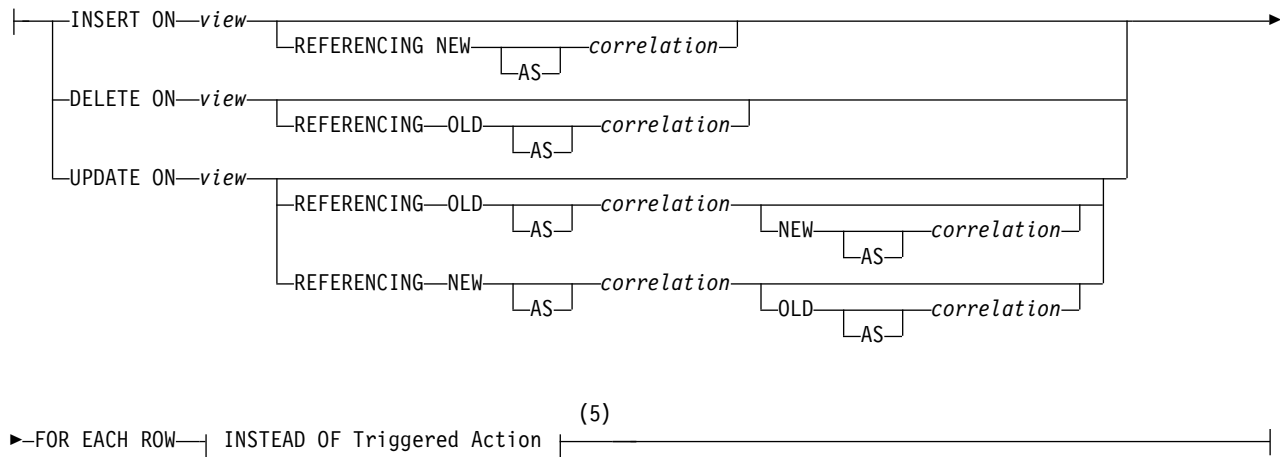 INSERT ON view
REFERENCING NEW correlation
AS
DELETE ON view
REFERENCING OLD correlation
AS
UPDATE ON view
REFERENCING OLD correlation
AS NEW correlation
AS
REFERENCING NEW correlation
AS OLD correlation
AS
(5)
FOR EACH ROW INSTEAD OF Triggered Action